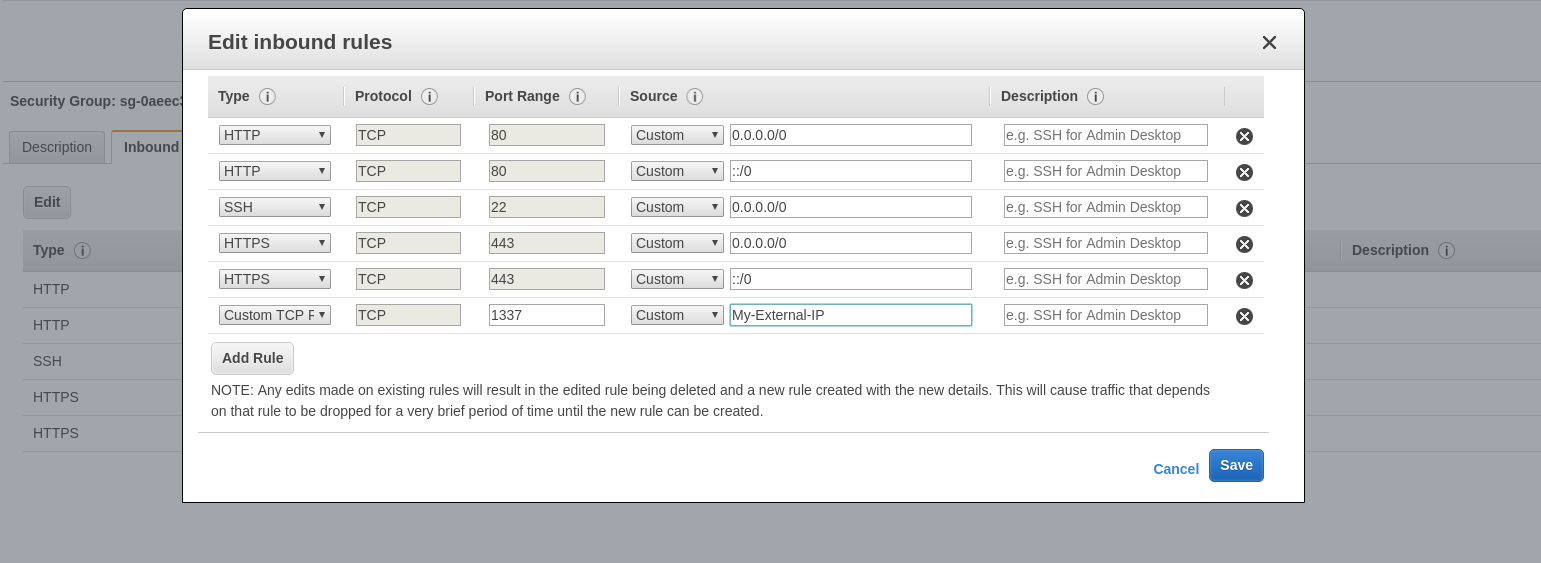 Edit inbound rules
Security Group: sg-0aeec3
Description Inbound
Edit
Type
HTTP
HTTP
SSH
HTTPS
HTTPS
Description
Type Protocol Port Range Source Description
HTTP TCP 80 Custom 0.0.0.0/0 e.g. SSH for Admin Desktop
HTTP TCP 80 Custom ::/0 e.g. SSH for Admin Desktop
SSH TCP 22 Custom 0.0.0.0/0 e.g. SSH for Admin Desktop
HTTPS TCP 443 Custom 0.0.0.0/0 e.g. SSH for Admin Desktop
HTTPS TCP 443 Custom ::/0 e.g. SSH for Admin Desktop
Custom TCP F TCP 1337 Custom My-External-IP e.g. SSH for Admin Desktop
Add Rule
NOTE: Any edits made on existing rules will result in the edited rule being deleted and a new rule created with the new details. This will cause traffic that depends
on that rule to be dropped for a very brief period of time until the new rule can be created.
Cancel Save